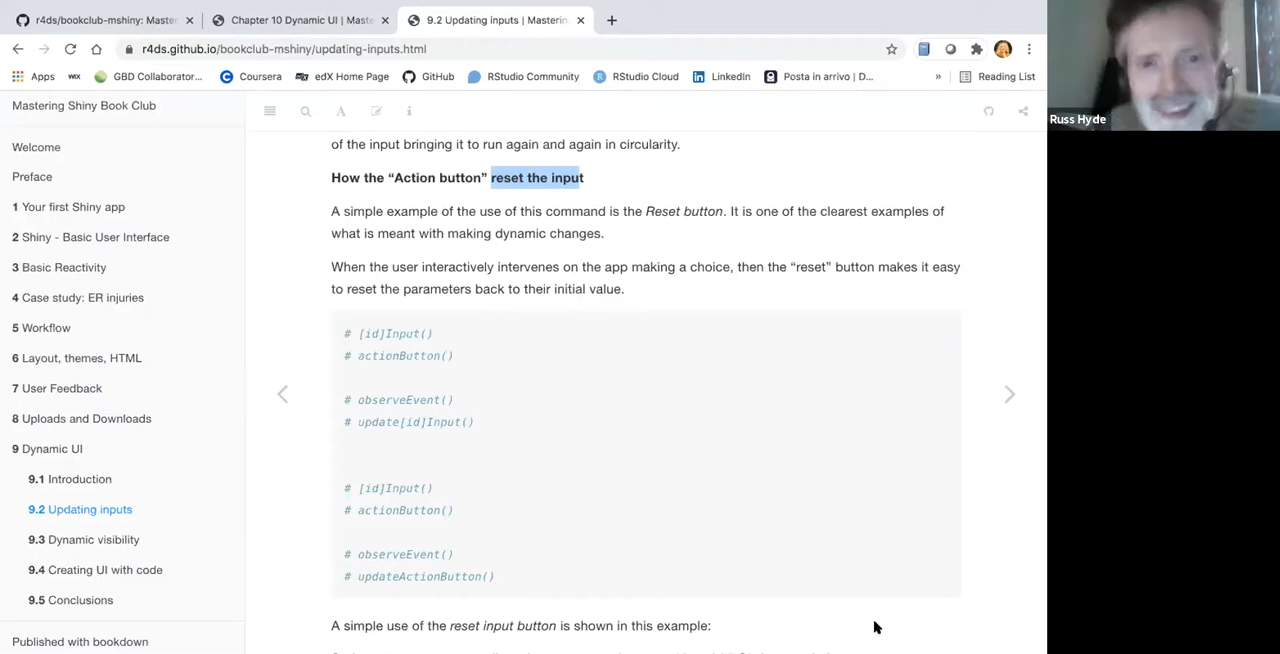 r4ds/bookclub-mshiny: Maste
Chapter 10 Dynamic UI | Maste
9.2 Updating inputs | Masterin
r4ds.github.io/bookclub-mshiny/updating-inputs.html
Apps
GBD Collaborator...
Coursera
edX Home Page
GitHub
RStudio Community
RStudio Cloud
LinkedIn
Posta in arrivo | D...
»
Reading List
Russ Hyde
Mastering Shiny Book Club
Welcome
Preface
1 Your first Shiny app
2 Shiny - Basic User Interface
3 Basic Reactivity
4 Case study: ER injuries
5 Workflow
6 Layout, themes, HTML
7 User Feedback
8 Uploads and Downloads
9 Dynamic UI
9.1 Introduction
9.2 Updating inputs
9.3 Dynamic visibility
9.4 Creating UI with code
9.5 Conclusions
Published with bookdown
of the input bringing it to run again and again in circularity.
How the “Action button” reset the input
A simple example of the use of this command is the Reset button. It is one of the clearest examples of
what is meant with making dynamic changes.
When the user interactively intervenes on the app making a choice, then the “reset” button makes it easy
to reset the parameters back to their initial value.
# [id]Input()
# actionButton()
# observeEvent()
# update[id]Input()
# [id]Input()
# actionButton()
# observeEvent()
# updateActionButton()
A simple use of the reset input button is shown in this example: